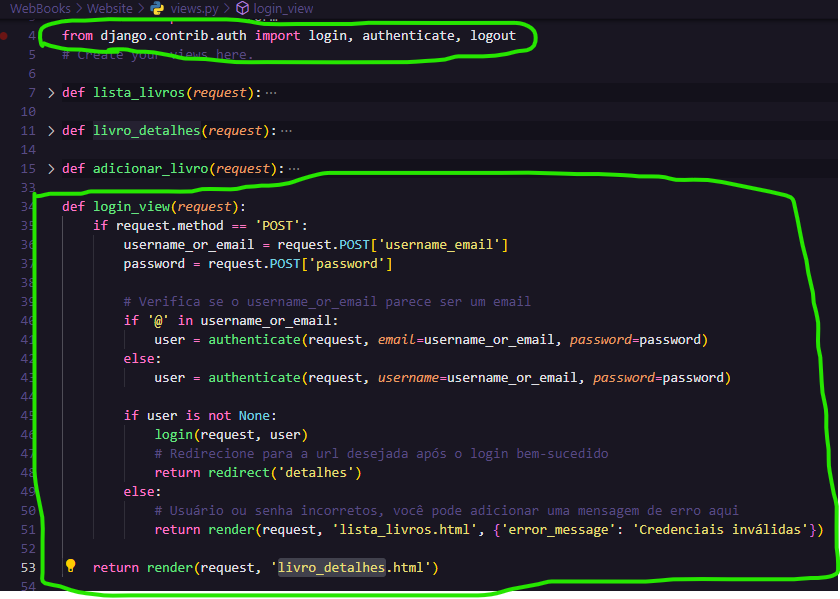 WebBooks > Website > views.py > login_view
4 from django.contrib.auth import login, authenticate, logout
5 # Create your views here.
6
7 > def lista_livros(request): ...
10
11 > def livro_detalhes(request): ...
14
15 > def adicionar_livro(request): ...
33
34 def login_view(request):
35 if request.method == 'POST':
36 username_or_email = request.POST['username_email']
37 password = request.POST['password']
38
39 # Verifica se o username_or_email parece ser um email
40 if '@' in username_or_email:
41 user = authenticate(request, email=username_or_email, password=password)
42 else:
43 user = authenticate(request, username=username_or_email, password=password)
44
45 if user is not None:
46 login(request, user)
47 # Redirecione para a url desejada após o login bem-sucedido
48 return redirect('detalhes')
49 else:
50 # Usuário ou senha incorretos, você pode adicionar uma mensagem de erro aqui
51 return render(request, 'lista_livros.html', {'error_message': 'Credenciais inválidas'})
52
53 return render(request, 'livro_detalhes.html')
54